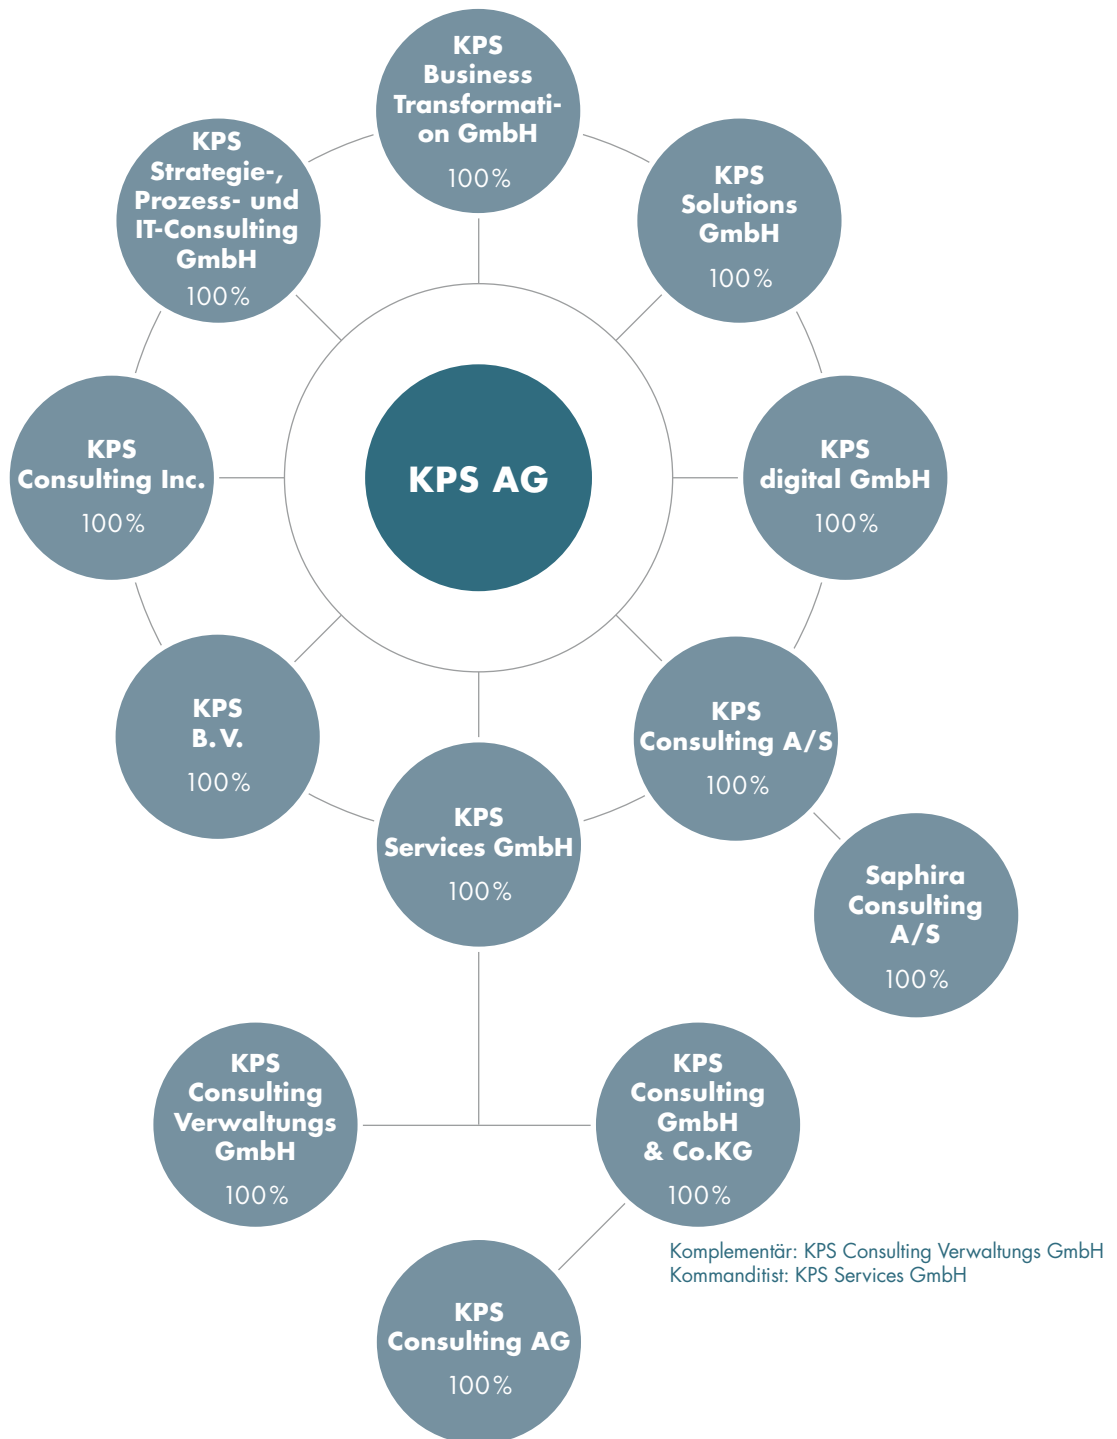 KPS
Business
Transformati-
on GmbH
100%
KPS
Strategie-,
Prozess- und
IT-Consulting
GmbH
100%
KPS
Solutions
GmbH
100%
KPS
Consulting Inc.
100%
KPS AG
KPS
digital GmbH
100%
KPS
B.V.
100%
KPS
Services GmbH
100%
KPS
Consulting A/S
100%
Saphira
Consulting
A/S
100%
KPS
Consulting
Verwaltungs
GmbH
100%
KPS
Consulting
GmbH
& Co.KG
100%
Komplementär: KPS Consulting Verwaltungs GmbH
Kommanditist: KPS Services GmbH
KPS
Consulting AG
100%